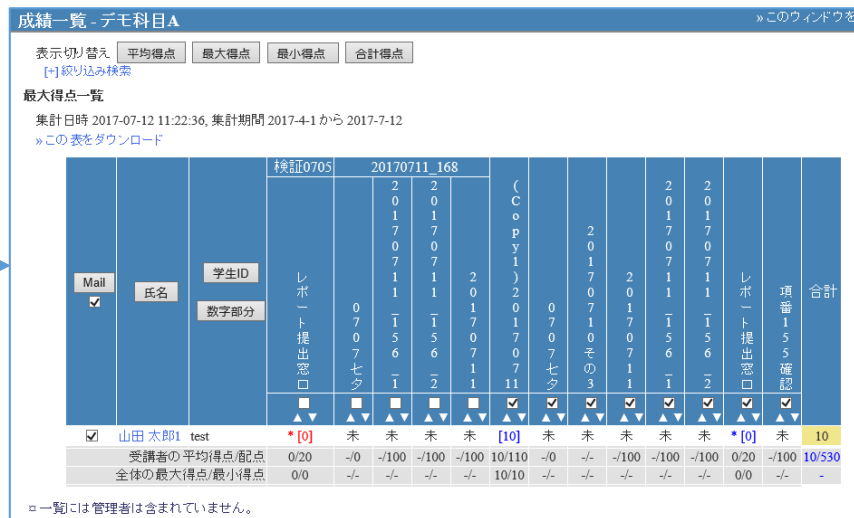 成績一覧 - デモ科目A »このウィンドウを
表示切り替え 平均得点 最大得点 最小得点 合計得点
[+]絞り込み検索
最大得点一覧
集計日時 2017-07-12 11:22:36, 集計期間 2017-4-1 から 2017-7-12
»この表をダウンロード
検証0705 20170711_168
Mail 氏名 学生ID 数字部分 レポート提出窓口 0707七夕 20170711_156_1 20170711_156_2 20170711 (Copy1)20170711 0707七夕 20170710その3 20170711 20170711_156_1 20170711_156_2 レポート提出窓口 項番155確認 合計
▲▼ ▲▼ ▲▼ ▲▼ ▲▼ ▲▼ ▲▼ ▲▼ ▲▼ ▲▼ ▲▼ ▲▼ ▲▼
山田 太郎1 test * [0] 未 未 未 未 [10] 未 未 未 未 未 * [0] 未 10
受講者の平均得点/配点 0/20 -/0 -/100 -/100 -/100 10/110 -/0 -/- -/100 -/100 -/100 0/20 -/100 10/530
全体の最大得点/最小得点 0/0 -/- -/- -/- -/- 10/10 -/- -/- -/- -/- -/- 0/0 -/- -
¤ 一覧には管理者は含まれていません。